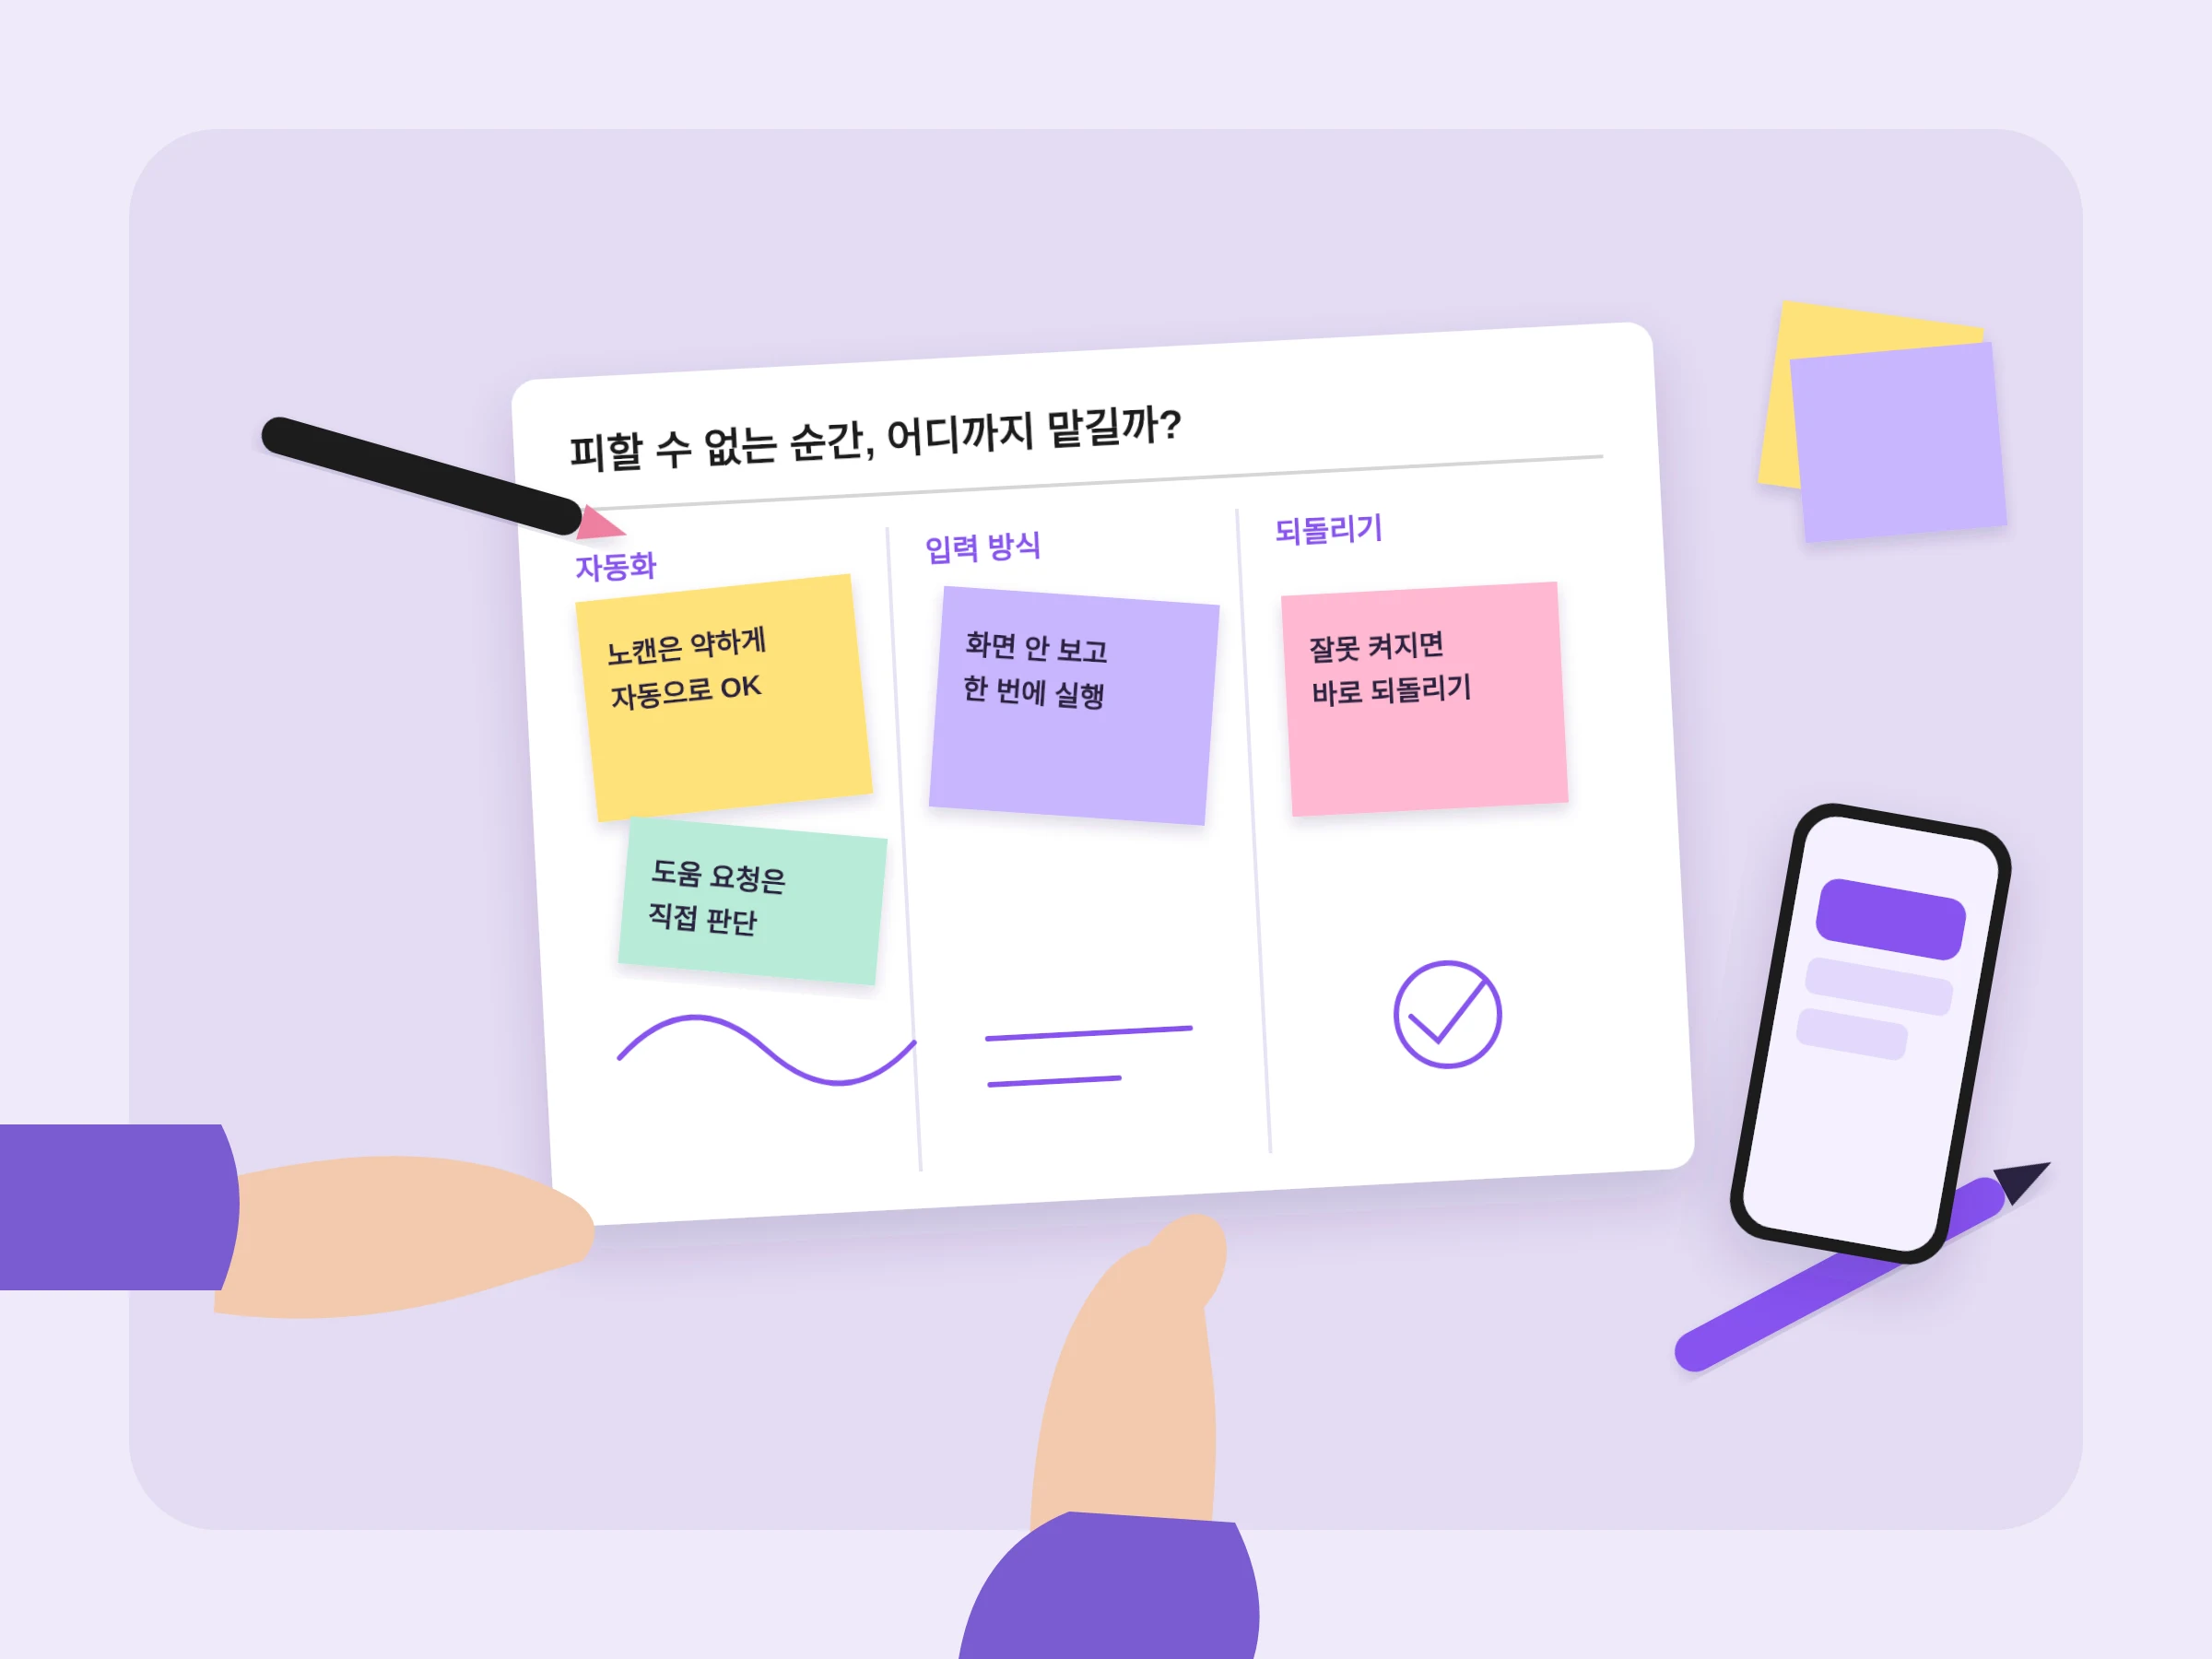 피할 수 없는 순간, 어디까지 맡길까?
자동화
노캔은 약하게
자동으로 OK
도움 요청은
직접 판단
입력 방식
화면 안 보고
한 번에 실행
되돌리기
잘못 켜지면
바로 되돌리기